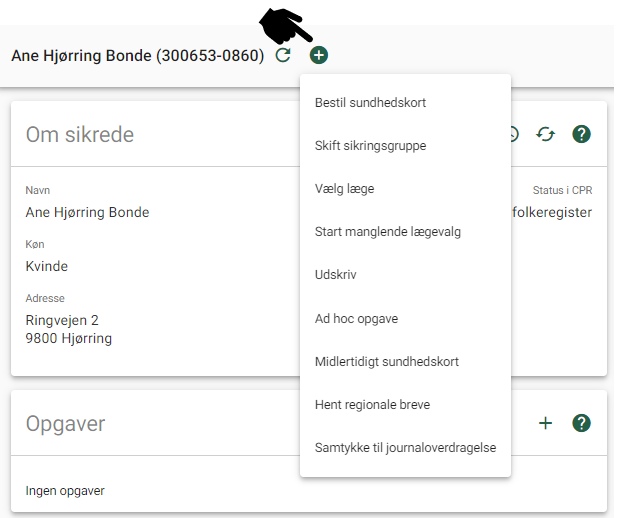 Ane Hjørring Bonde (300653-0860)
Bestil sundhedskort
Skift sikringsgruppe
Vælg læge
Start manglende lægevalg
Udskriv
Ad hoc opgave
Midlertidigt sundhedskort
Hent regionale breve
Samtykke til journaloverdragelse
Om sikrede
Navn
Ane Hjørring Bonde
Køn
Kvinde
Adresse
Ringvejen 2
9800 Hjørring
Status i CPR
folkeregister
Opgaver
Ingen opgaver